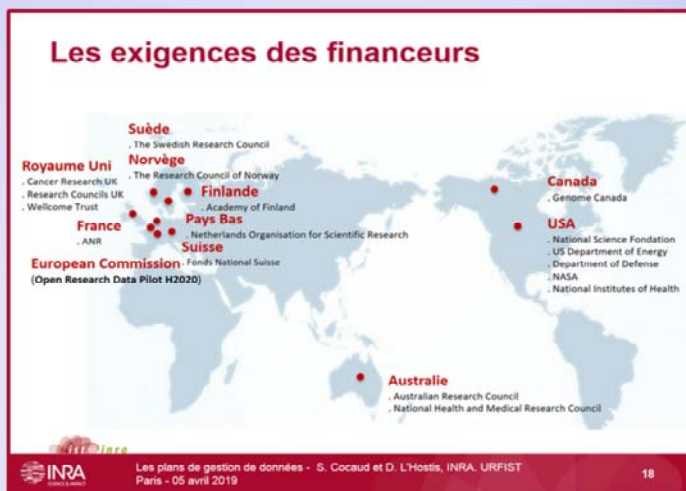 Les exigences des financeurs
Suède
. The Swedish Research Council
Norvège
. The Research Council of Norway
Royaume Uni
. Cancer Research UK
. Research Councils UK
. Wellcome Trust
Finlande
. Academy of Finland
France
. ANR
Pays Bas
. Netherlands Organisation for Scientific Research
Suisse
. Fonds National Suisse
European Commission
(Open Research Data Pilot H2020)
Canada
. Genome Canada
USA
. National Science Fondation
. US Department of Energy
. Department of Defense
. NASA
. National Institutes of Health
Australie
. Australian Research Council
. National Health and Medical Research Council
INRA
SCIENCE & IMPACT
Les plans de gestion de données - S. Cocaud et D. L'Hostis, INRA. URFIST
Paris - 05 avril 2019
18